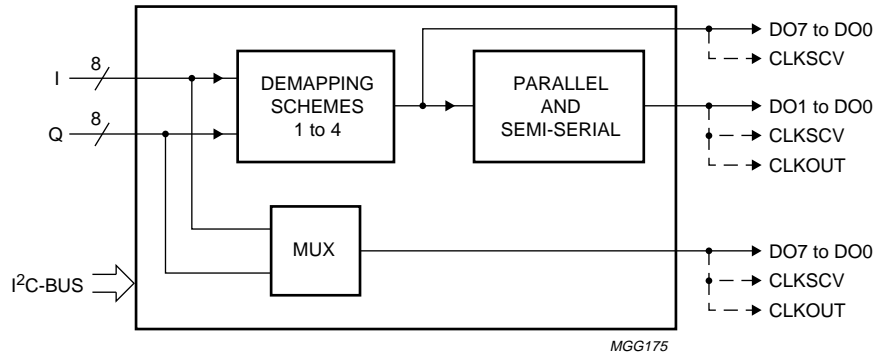 DO7 to DO0
CLKSCV
I
8
DEMAPPING
SCHEMES
1 to 4
PARALLEL
AND
SEMI-SERIAL
DO1 to DO0
CLKSCV
CLKOUT
Q
8
MUX
DO7 to DO0
CLKSCV
CLKOUT
I²C-BUS
MGG175